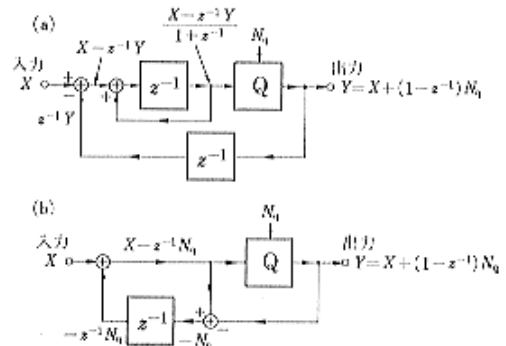 (a)
X−z⁻¹Y
X−z⁻¹Y
1+z⁻¹
Nq
入力
X
+
−
+
z⁻¹
Q
出力
Y=X+(1−z⁻¹)Nq
z⁻¹Y
z⁻¹
(b)
入力
X
X−z⁻¹Nq
Nq
Q
出力
Y=X+(1−z⁻¹)Nq
z⁻¹
+
−
−z⁻¹Nq
−Nq